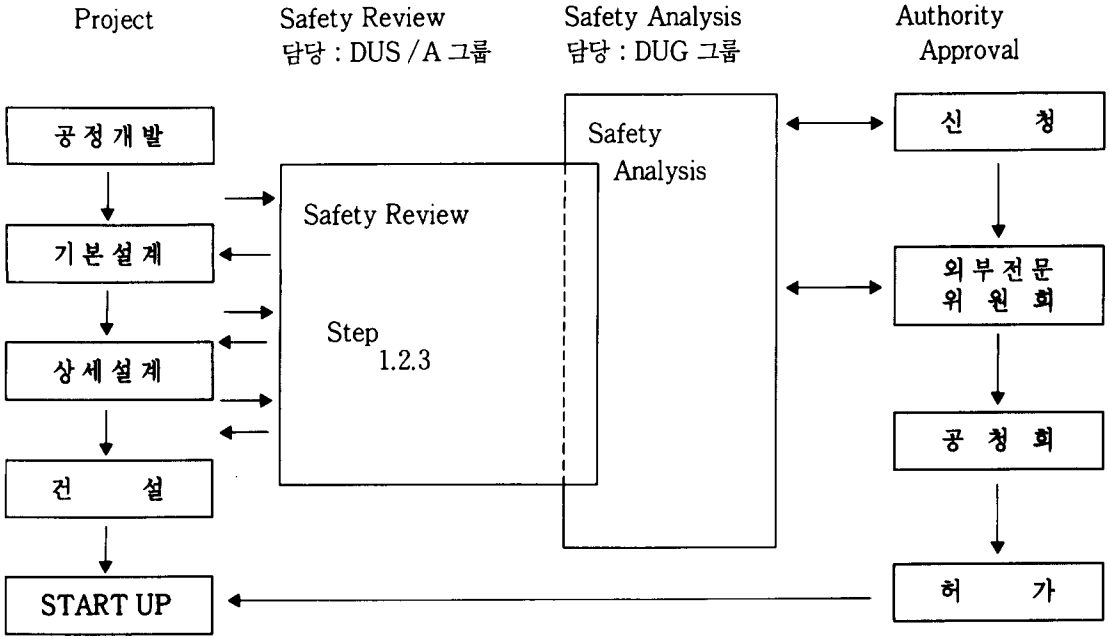 Project
Safety Review
담당 : DUS / A 그룹
Safety Analysis
담당 : DUG 그룹
Authority
Approval
공정개발
기본설계
상세설계
건 설
START UP
Safety Review
Step
1.2.3
Safety
Analysis
신 청
외부전문
위 원 회
공 청 회
허 가